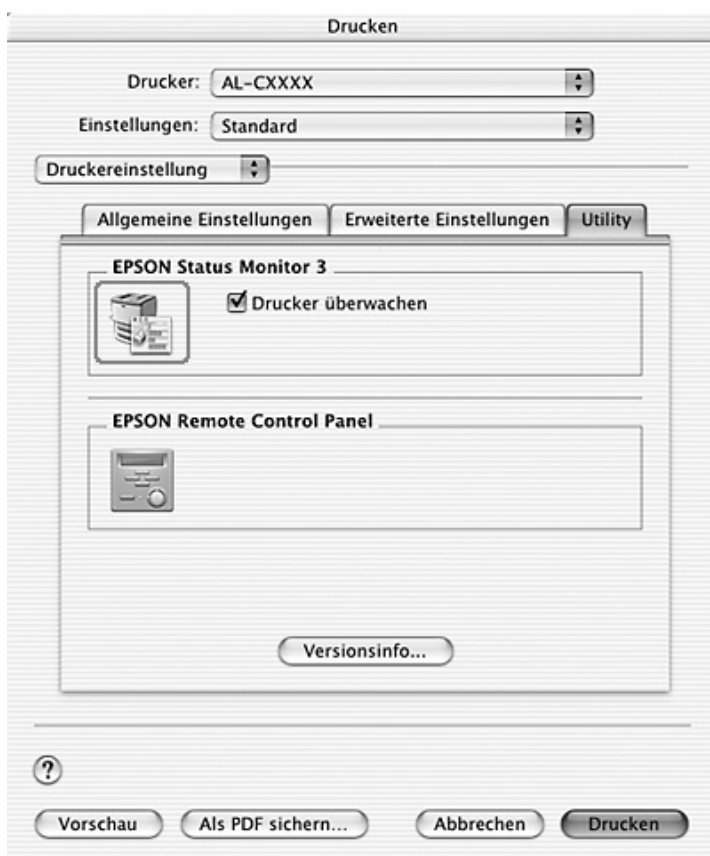 Drucken
Drucker: AL-CXXXX
Einstellungen: Standard
Druckereinstellung
Allgemeine Einstellungen Erweiterte Einstellungen Utility
EPSON Status Monitor 3
Drucker überwachen
EPSON Remote Control Panel
Versionsinfo...
?
Vorschau Als PDF sichern... Abbrechen Drucken